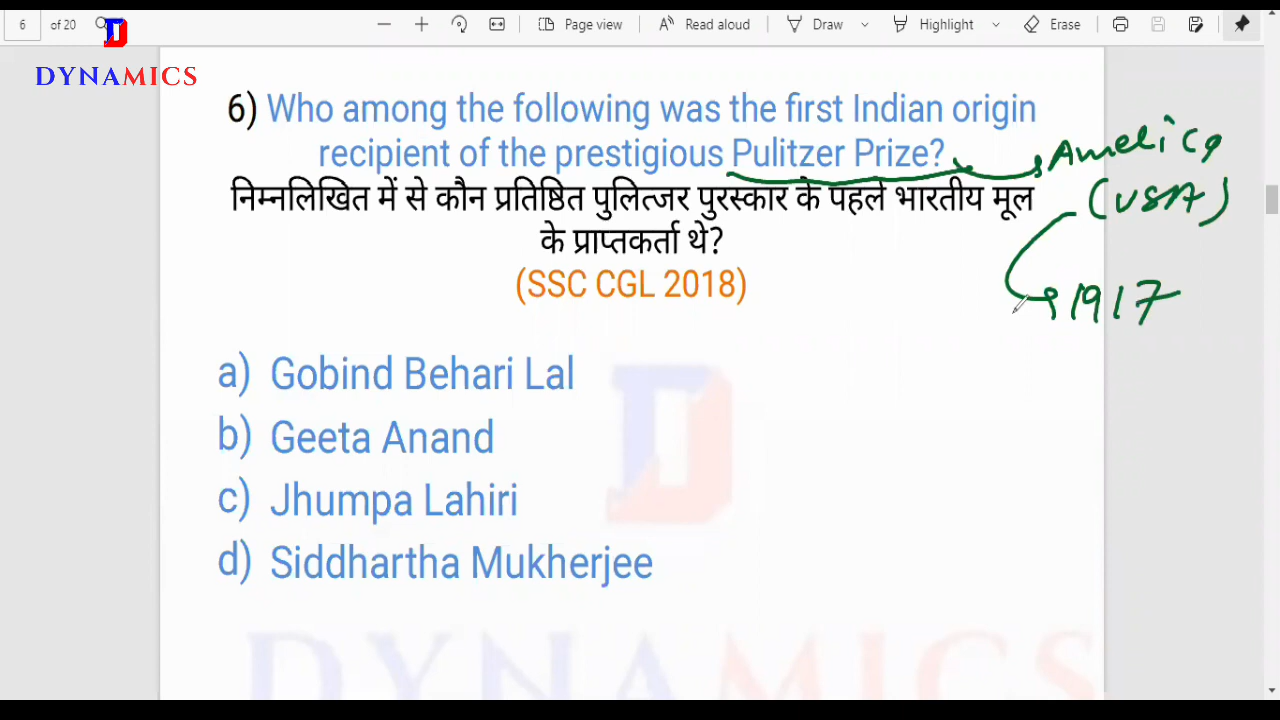 6 of 20 Page view Read aloud Draw Highlight Erase
DYNAMICS
6) Who among the following was the first Indian origin
recipient of the prestigious Pulitzer Prize?
America
(USA)
1917
निम्नलिखित में से कौन प्रतिष्ठित पुलित्जर पुरस्कार के पहले भारतीय मूल
के प्राप्तकर्ता थे?
(SSC CGL 2018)
a) Gobind Behari Lal
b) Geeta Anand
c) Jhumpa Lahiri
d) Siddhartha Mukherjee
DYNAMICS